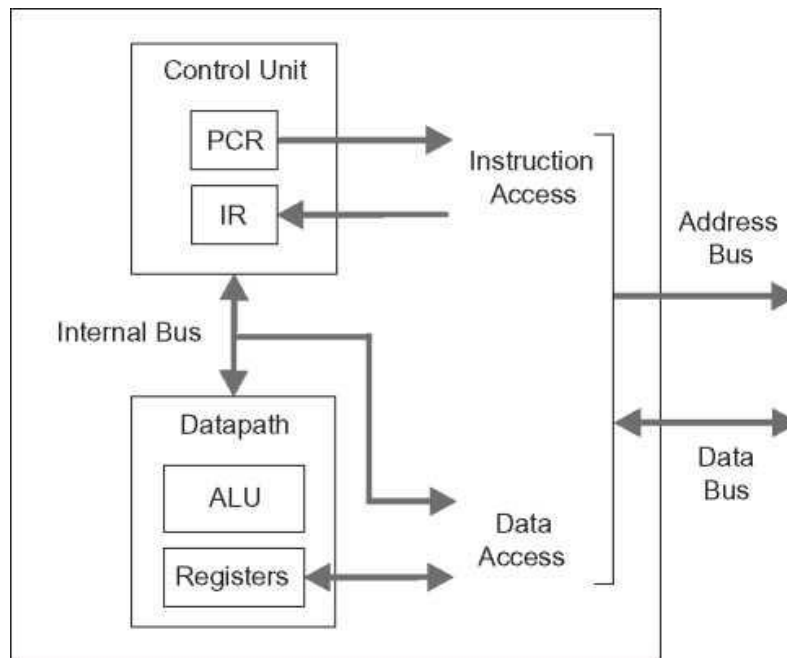 Control Unit
PCR
IR
Instruction
Access
Address
Bus
Internal Bus
Datapath
ALU
Registers
Data
Access
Data
Bus